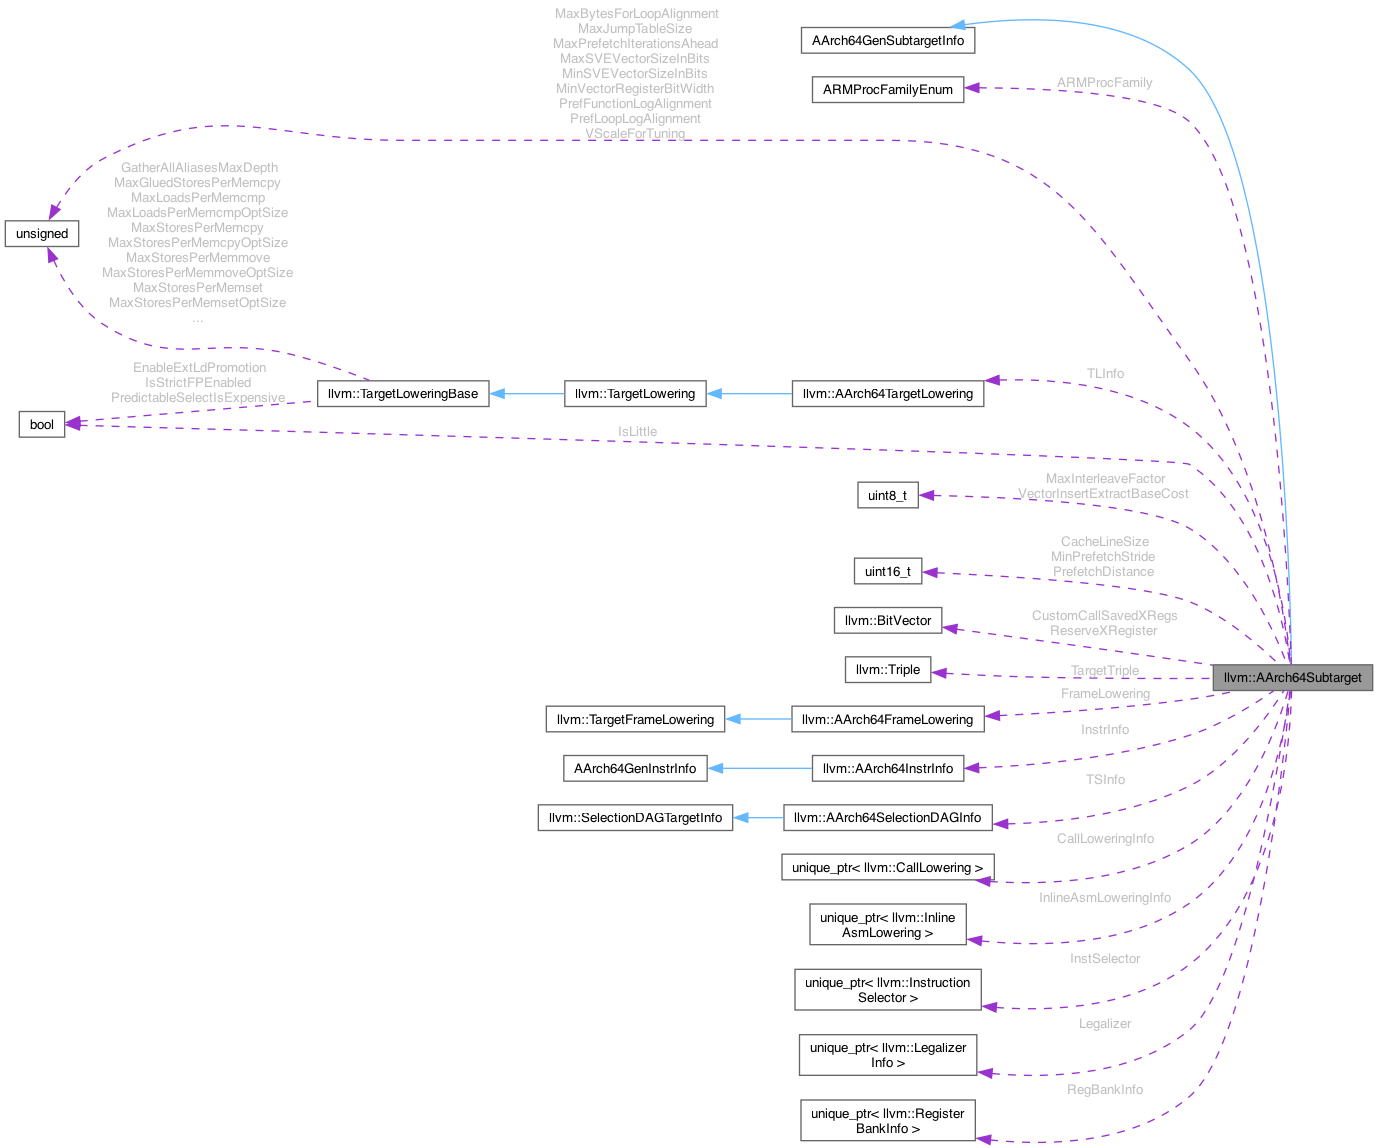 MaxBytesForLoopAlignment
MaxJumpTableSize
MaxPrefetchIterationsAhead
MaxSVEVectorSizeInBits
MinSVEVectorSizeInBits
MinVectorRegisterBitWidth
PrefFunctionLogAlignment
PrefLoopLogAlignment
VScaleForTuning
AArch64GenSubtargetInfo
ARMProcFamilyEnum
ARMProcFamily
GatherAllAliasesMaxDepth
MaxGluedStoresPerMemcpy
MaxLoadsPerMemcmp
MaxLoadsPerMemcmpOptSize
MaxStoresPerMemcpy
MaxStoresPerMemcpyOptSize
MaxStoresPerMemmove
MaxStoresPerMemmoveOptSize
MaxStoresPerMemset
MaxStoresPerMemsetOptSize
...
unsigned
EnableExtLdPromotion
IsStrictFPEnabled
PredictableSelectIsExpensive
llvm::TargetLoweringBase
llvm::TargetLowering
llvm::AArch64TargetLowering
TLInfo
bool
IsLittle
uint8_t
MaxInterleaveFactor
VectorInsertExtractBaseCost
uint16_t
CacheLineSize
MinPrefetchStride
PrefetchDistance
llvm::BitVector
CustomCallSavedXRegs
ReserveXRegister
llvm::Triple
TargetTriple
llvm::AArch64Subtarget
llvm::TargetFrameLowering
llvm::AArch64FrameLowering
FrameLowering
AArch64GenInstrInfo
llvm::AArch64InstrInfo
InstrInfo
llvm::SelectionDAGTargetInfo
llvm::AArch64SelectionDAGInfo
TSInfo
unique_ptr< llvm::CallLowering >
CallLoweringInfo
unique_ptr< llvm::Inline
AsmLowering >
InlineAsmLoweringInfo
unique_ptr< llvm::Instruction
Selector >
InstSelector
unique_ptr< llvm::Legalizer
Info >
Legalizer
unique_ptr< llvm::Register
BankInfo >
RegBankInfo